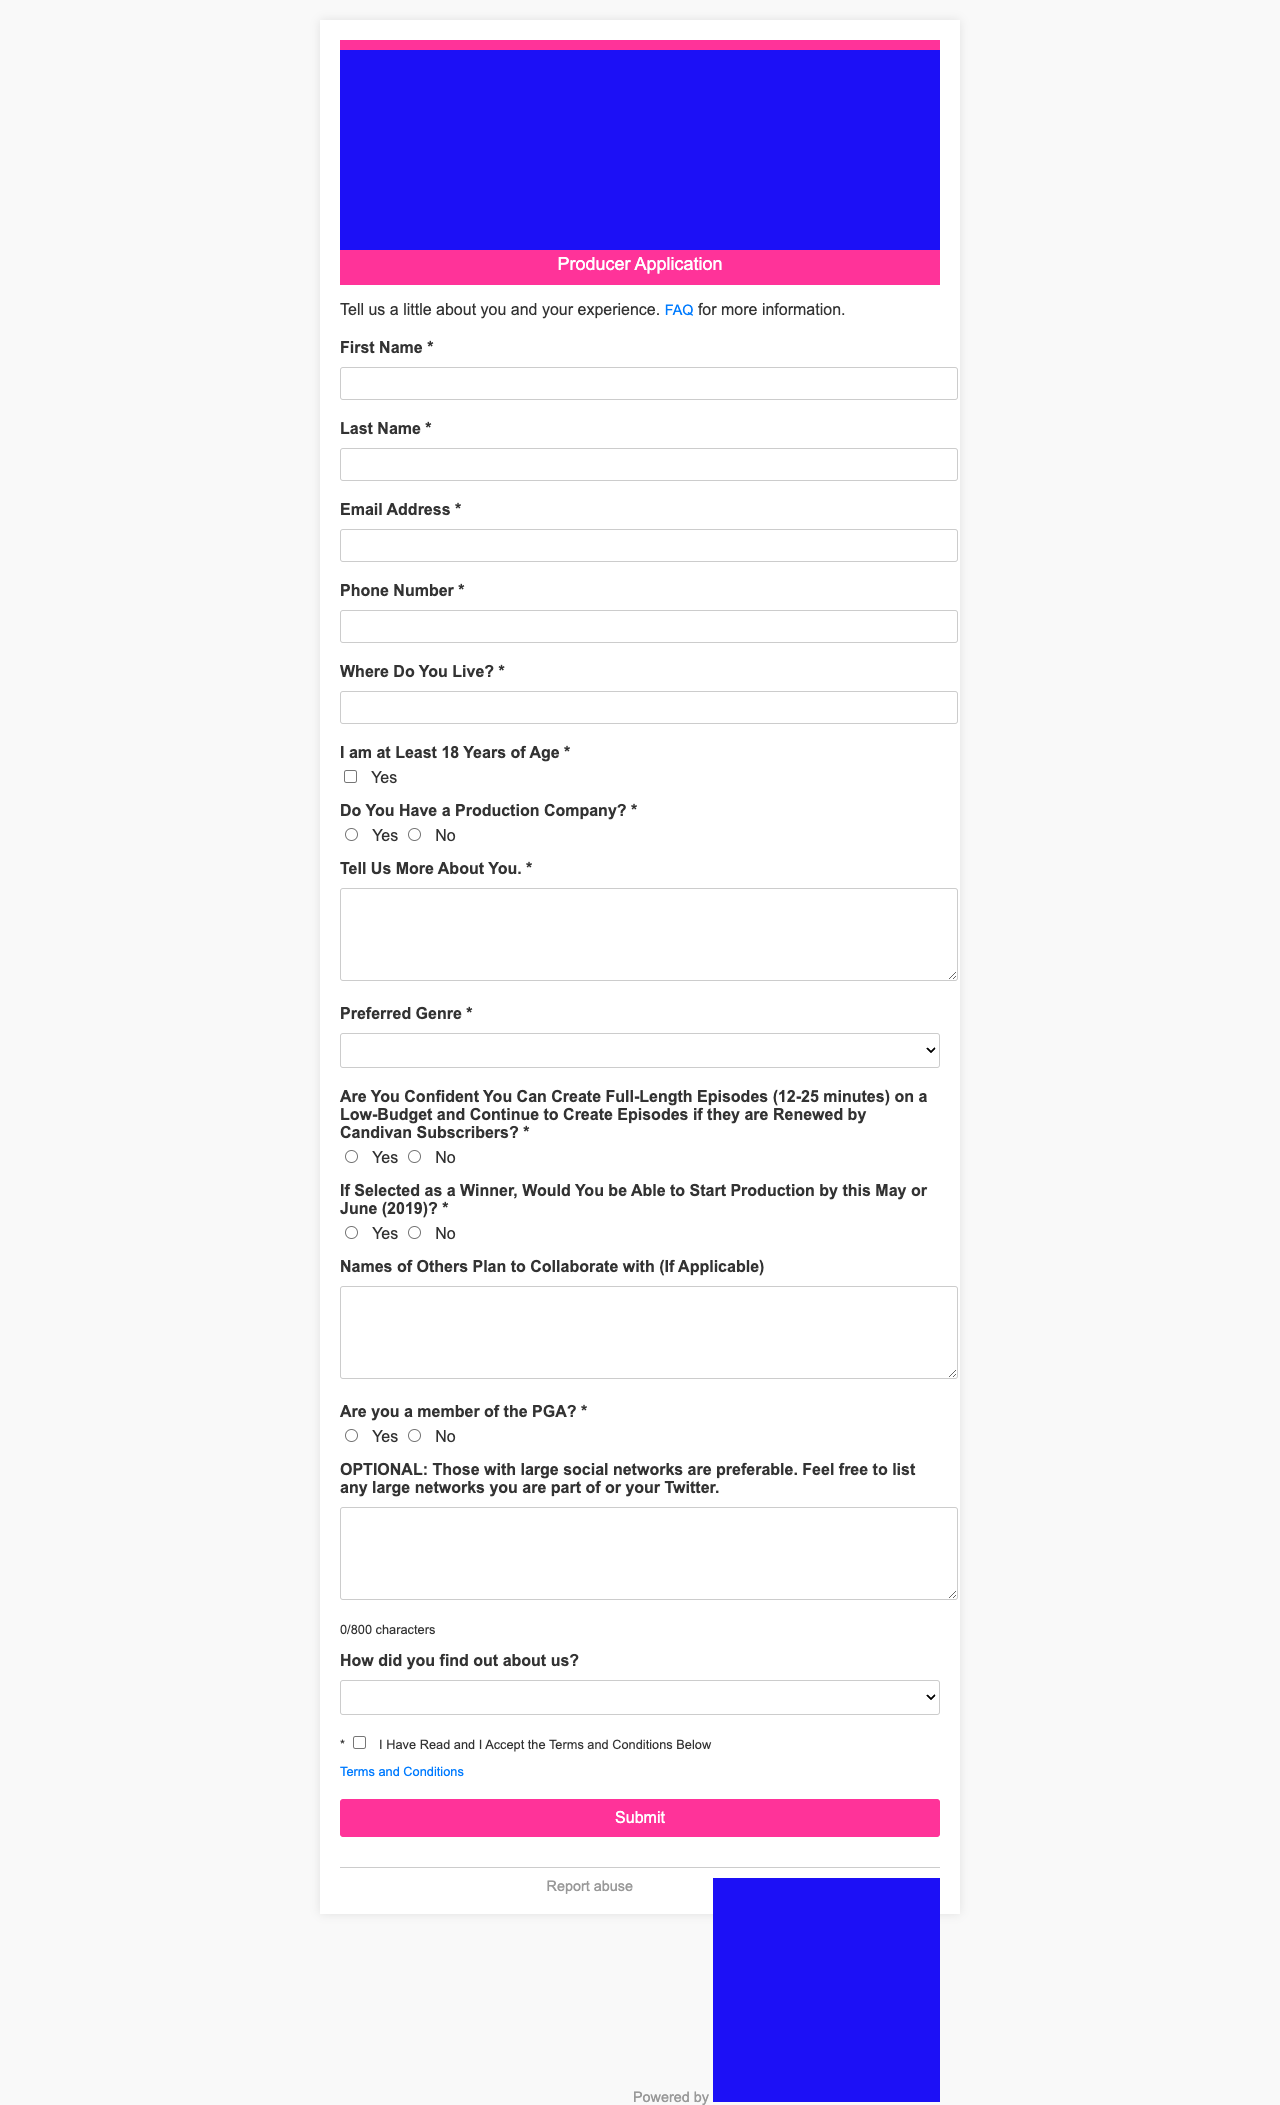 Producer Application
Tell us a little about you and your experience. FAQ for more information.
First Name *
Last Name *
Email Address *
Phone Number *
Where Do You Live? *
I am at Least 18 Years of Age *
Yes
Do You Have a Production Company? *
Yes No
Tell Us More About You. *
Preferred Genre *
Are You Confident You Can Create Full-Length Episodes (12-25 minutes) on a
Low-Budget and Continue to Create Episodes if they are Renewed by
Candivan Subscribers? *
Yes No
If Selected as a Winner, Would You be Able to Start Production by this May or
June (2019)? *
Yes No
Names of Others Plan to Collaborate with (If Applicable)
Are you a member of the PGA? *
Yes No
OPTIONAL: Those with large social networks are preferable. Feel free to list
any large networks you are part of or your Twitter.
0/800 characters
How did you find out about us?
* I Have Read and I Accept the Terms and Conditions Below
Terms and Conditions
Submit
Report abuse
Powered by